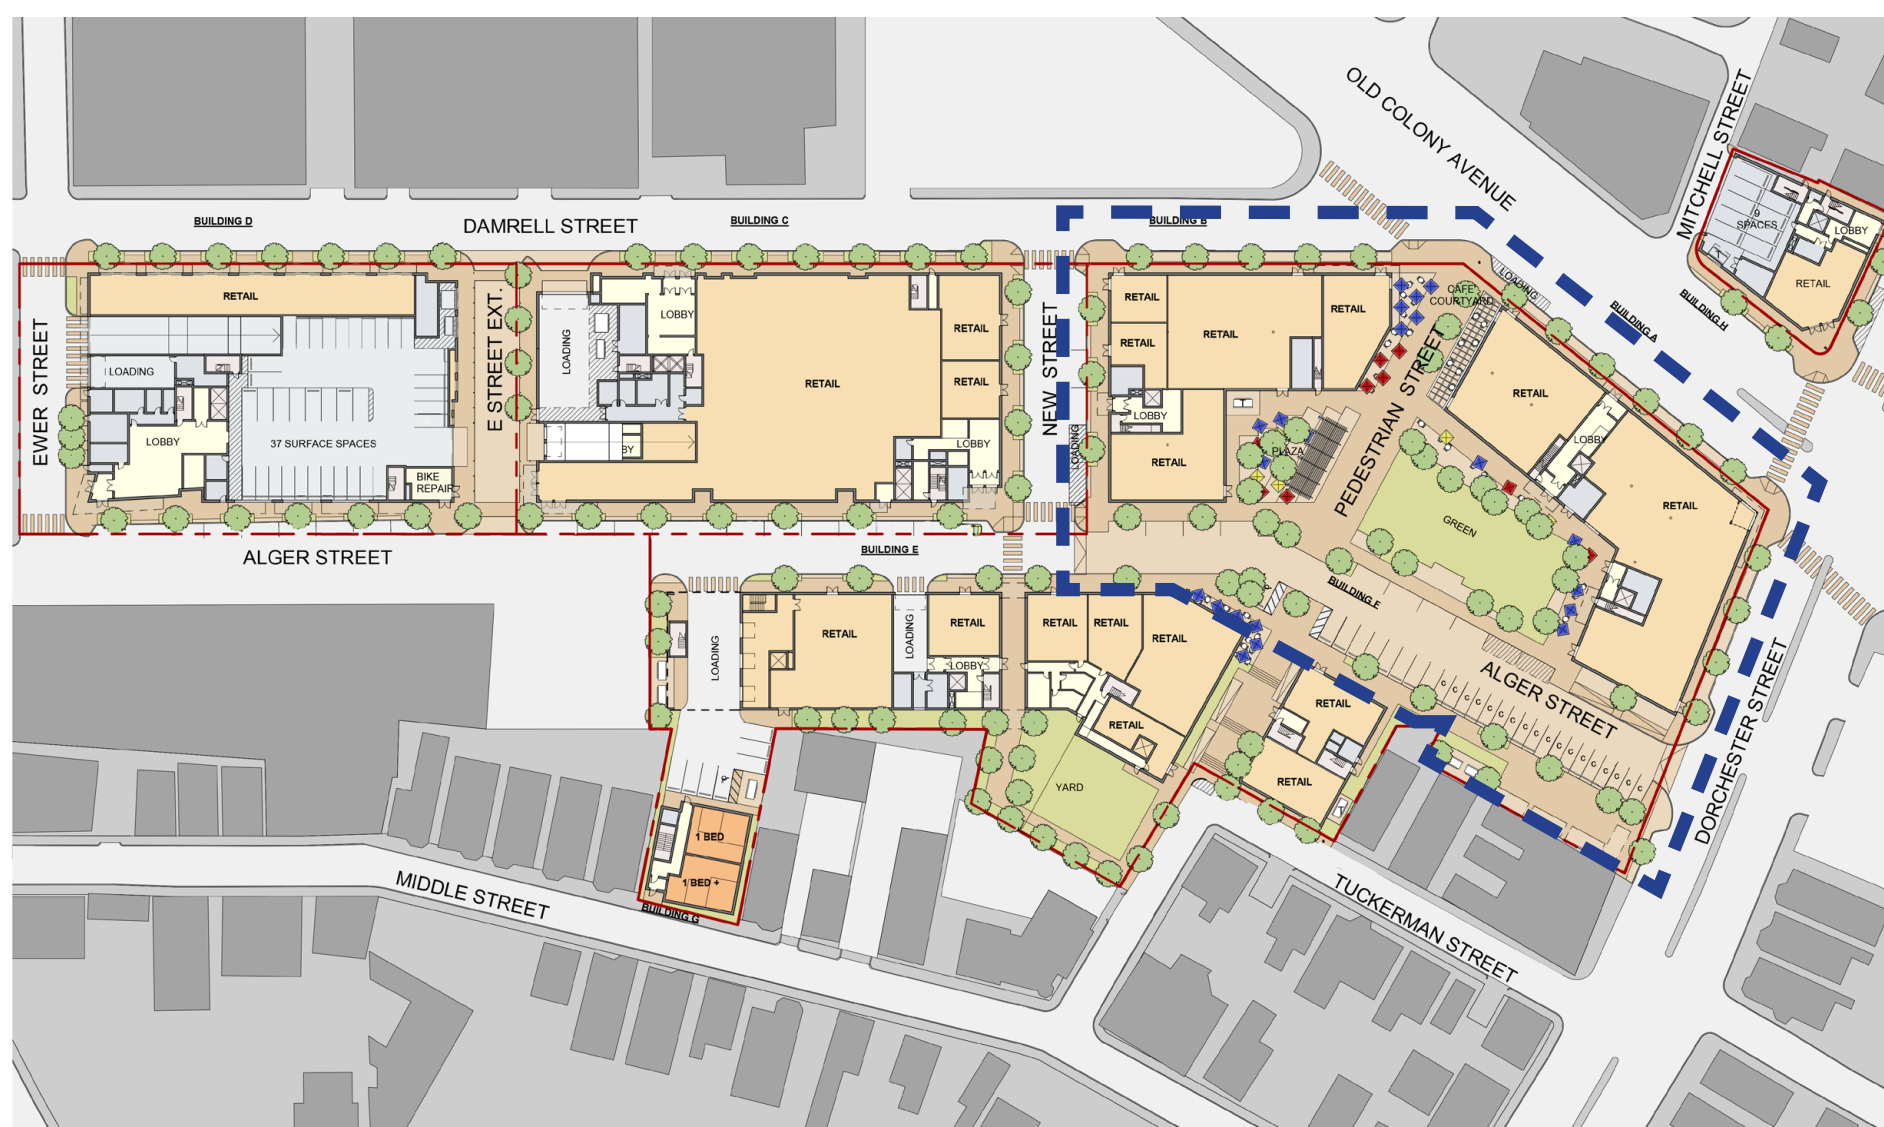 OLD COLONY AVENUE
MITCHELL STREET
BUILDING D
DAMRELL STREET
BUILDING C
BUILDING B
9
SPACES
LOBBY
RETAIL
BUILDING H
BUILDING A
LOADING
CAFE'
COURTYARD
RETAIL
LOBBY
RETAIL
RETAIL
RETAIL
RETAIL
RETAIL
RETAIL
EWER STREET
E STREET EXT.
LOADING
NEW STREET
PEDESTRIAN STREET
LOADING
RETAIL
RETAIL
RETAIL
LOBBY
LOBBY
37 SURFACE SPACES
BIKE
REPAIR
BY
LOBBY
LOADING
LOBBY
RETAIL
PLAZA
LOBBY
RETAIL
GREEN
ALGER STREET
BUILDING E
BUILDING F
LOADING
RETAIL
LOADING
RETAIL
LOBBY
RETAIL
RETAIL
RETAIL
RETAIL
RETAIL
RETAIL
ALGER STREET
DORCHESTER STREET
YARD
1 BED
1 BED +
BUILDING G
MIDDLE STREET
TUCKERMAN STREET